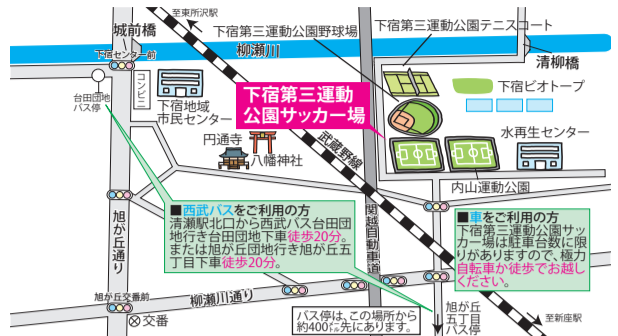 至東所沢駅
城前橋
下宿センター前
柳瀬川
下宿第三運動公園野球場
下宿第三運動公園テニスコート
清柳橋
コンビニ
台田団地
バス停
下宿地域
市民センター
下宿第三運動
公園サッカー場
下宿ビオトープ
水再生センター
円通寺
八幡神社
武蔵野線
内山運動公園
旭が丘通り
■西武バスをご利用の方
清瀬駅北口から西武バス台田団
地行き台田団地下車徒歩20分。
または旭が丘団地行き旭が丘五
丁目下車徒歩20分。
関越自動車道
■車をご利用の方
下宿第三運動公園サッ
カー場は駐車台数に限
りがありますので、極力
自転車か徒歩でお越し
ください。
旭が丘交番前
交番
柳瀬川通り
バス停は、この場所から
約400㍍先にあります。
旭が丘
五丁目
バス停
至新座駅